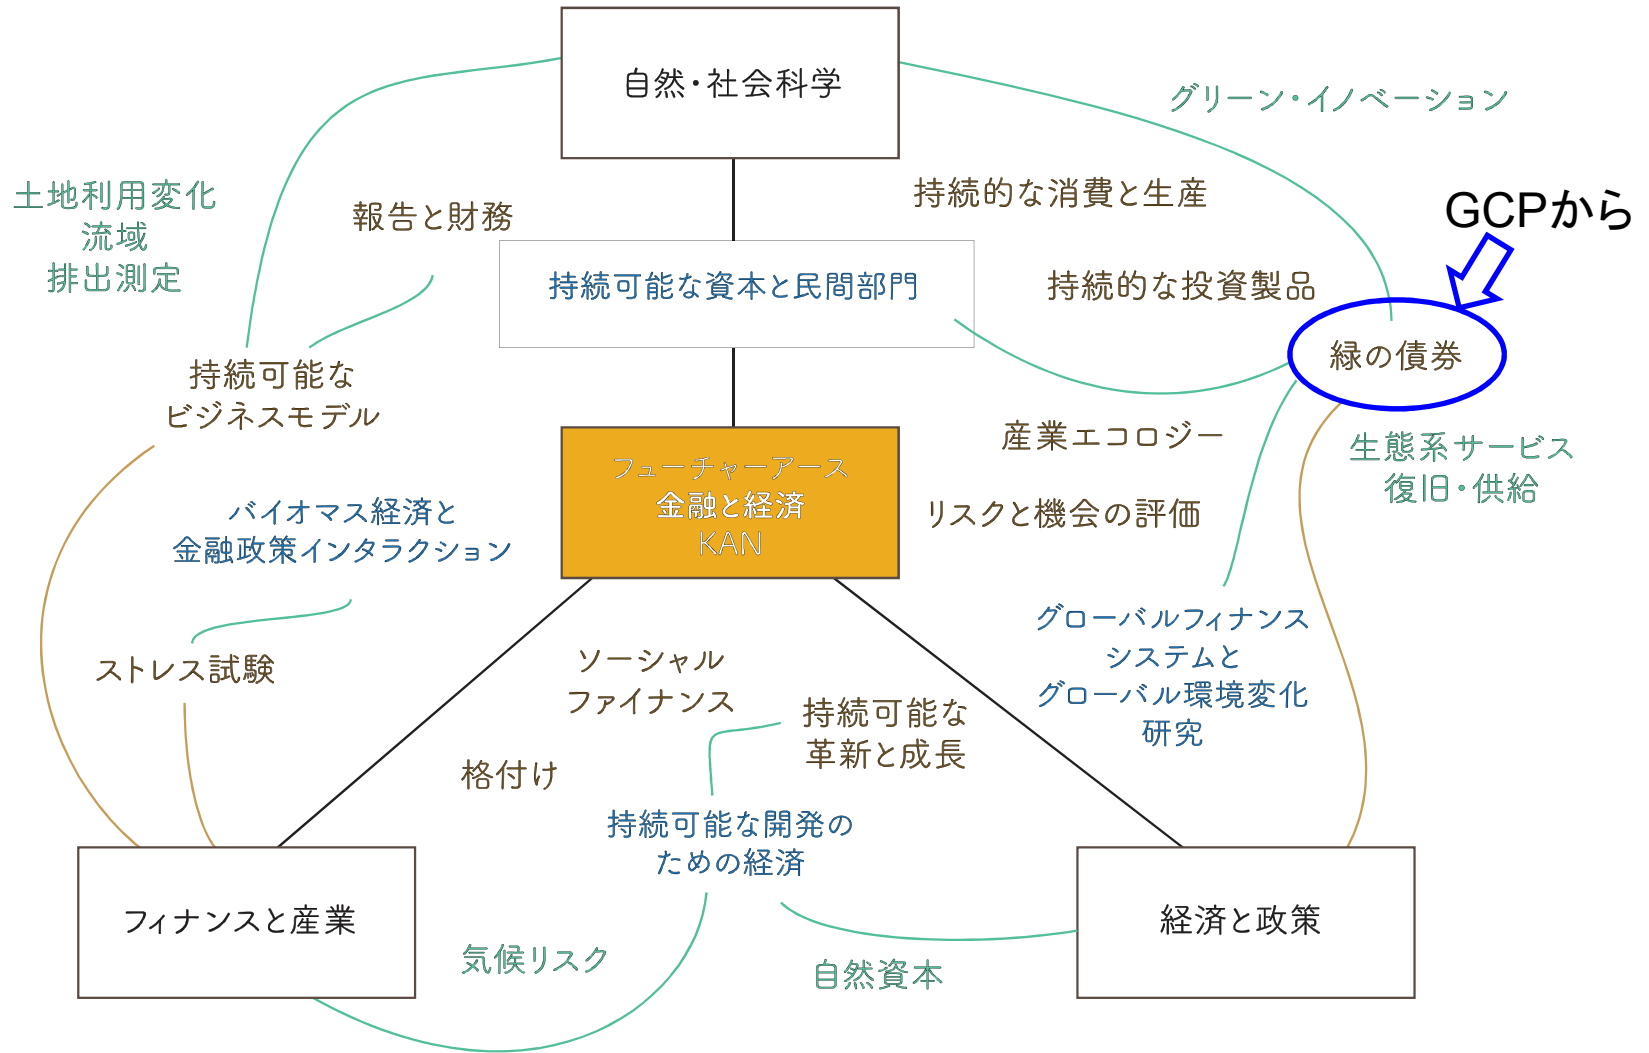 自然・社会科学
グリーン・イノベーション
土地利用変化
流域
排出測定
報告と財務
持続的な消費と生産
GCPから
持続可能な資本と民間部門
持続的な投資製品
緑の債券
持続可能な
ビジネスモデル
産業エコロジー
生態系サービス
復旧・供給
フューチャーアース
金融と経済
KAN
バイオマス経済と
金融政策インタラクション
リスクと機会の評価
グローバルフィナンス
システムと
グローバル環境変化
研究
ストレス試験
ソーシャル
ファイナンス
持続可能な
革新と成長
格付け
持続可能な開発の
ための経済
フィナンスと産業
経済と政策
気候リスク
自然資本